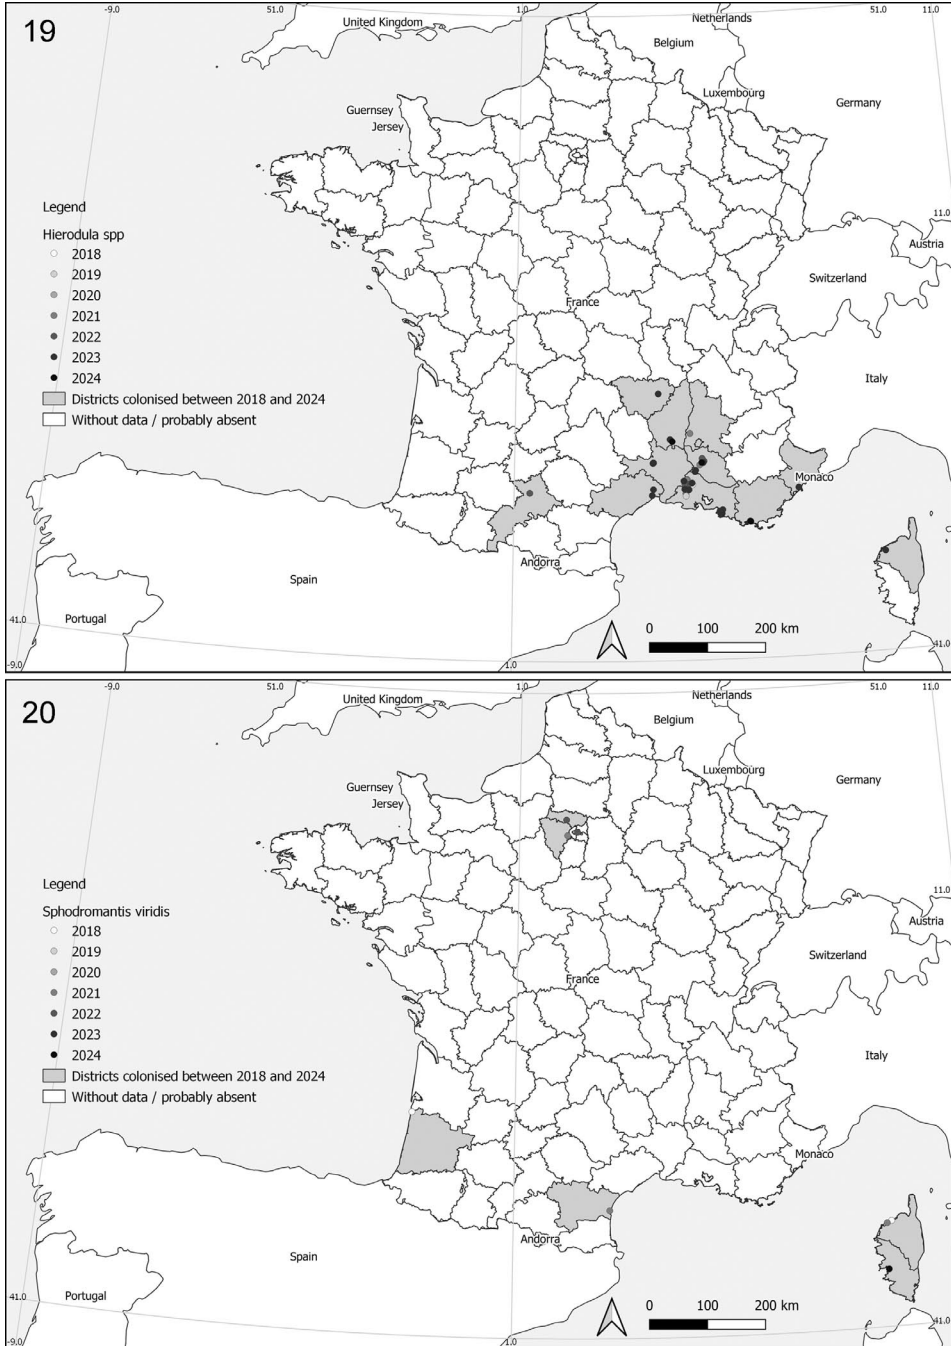 19
-9.0
51.0
United Kingdom
1.0
Netherlands
51.0
11.0
Belgium
Luxembourg
Germany
Guernsey
Jersey
Legend
Hierodula spp
2018
2019
2020
2021
2022
2023
2024
Districts colonised between 2018 and 2024
Without data / probably absent
11.0
Austria
Switzerland
France
Italy
Monaco
Andorra
Spain
Portugal
41.0
-9.0
1.0
0 100 200 km
41.0
20
-9.0
51.0
United Kingdom
1.0
Netherlands
51.0
11.0
Belgium
Luxembourg
Germany
Guernsey
Jersey
Legend
Sphodromantis viridis
2018
2019
2020
2021
2022
2023
2024
Districts colonised between 2018 and 2024
Without data / probably absent
11.0
Austria
Switzerland
France
Italy
Monaco
Andorra
Spain
Portugal
41.0
-9.0
1.0
0 100 200 km
41.0